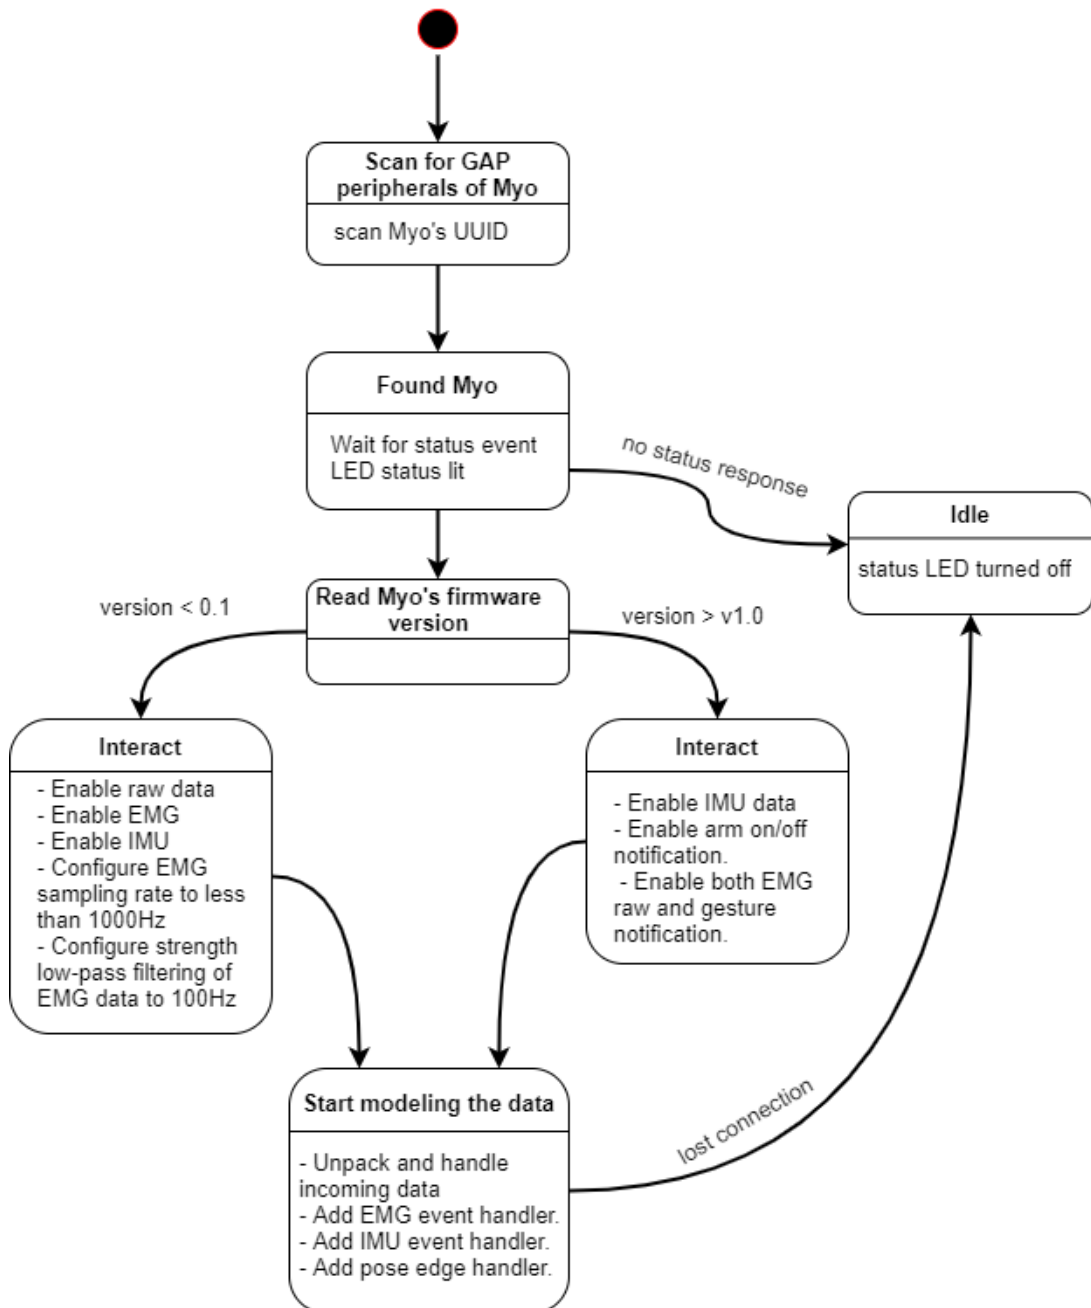 Scan for GAP
peripherals of Myo
scan Myo's UUID
Found Myo
Wait for status event
LED status lit
no status response
Idle
status LED turned off
Read Myo's firmware
version
version < 0.1
version > v1.0
Interact
- Enable raw data
- Enable EMG
- Enable IMU
- Configure EMG
sampling rate to less
than 1000Hz
- Configure strength
low-pass filtering of
EMG data to 100Hz
Interact
- Enable IMU data
- Enable arm on/off
notification.
- Enable both EMG
raw and gesture
notification.
Start modeling the data
- Unpack and handle
incoming data
- Add EMG event handler.
- Add IMU event handler.
- Add pose edge handler.
lost connection